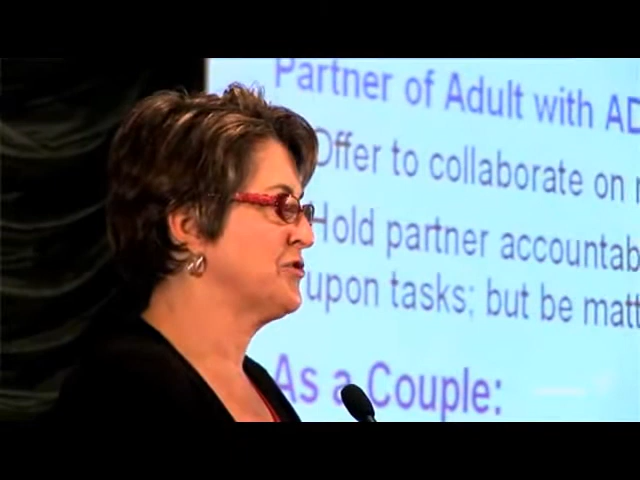 Partner of Adult with AD
Offer to collaborate on
Hold partner accountab
upon tasks; but be matt
As a Couple: